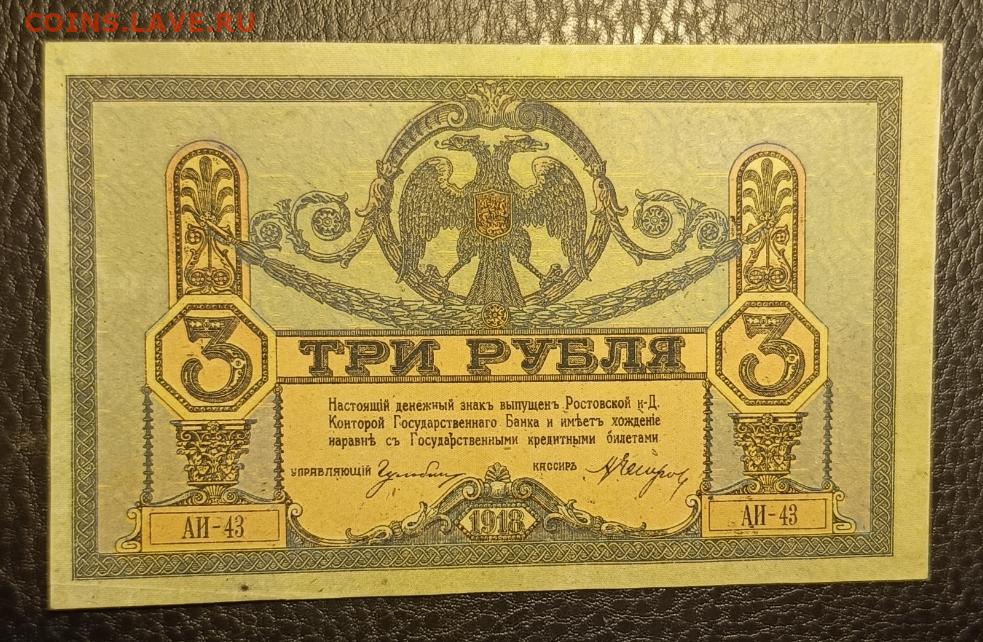 COINS.LAVE.RU
3
ТРИ РУБЛЯ
3
Настоящій денежный знакъ выпущенъ Ростовской н-Д.
Конторой Государственнаго Банка и имѣетъ хожденіе
наравнѣ съ Государственными кредитными билетами
УПРАВЛЯЮЩІЙ
КАССИРЪ
АИ-43
1918
АИ-43